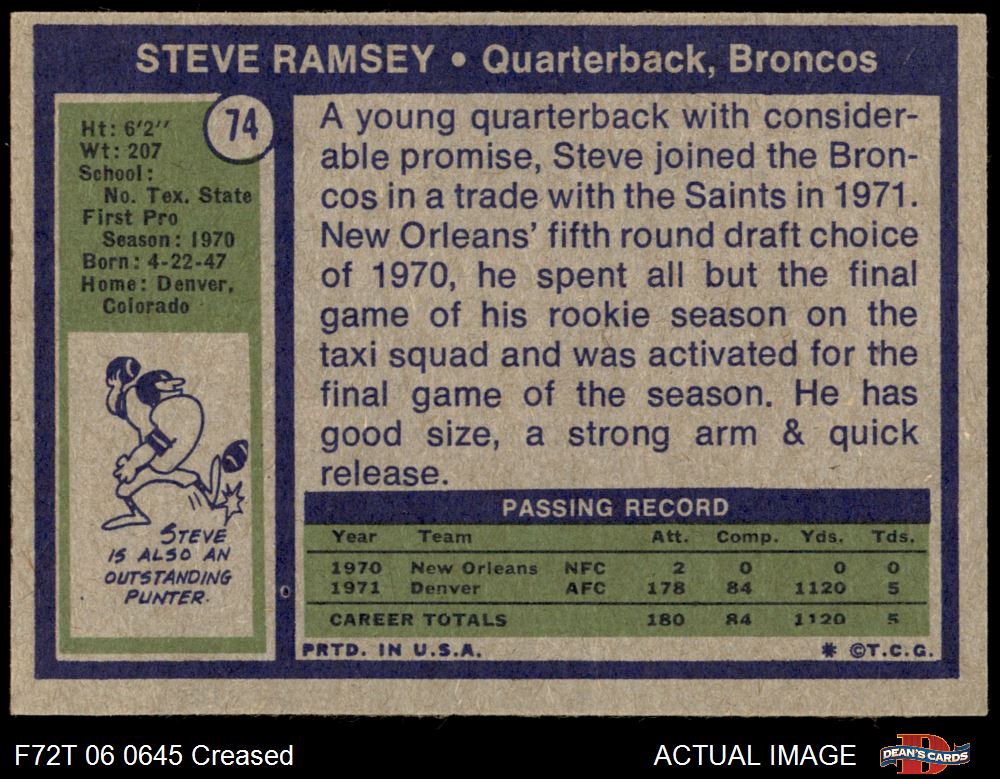 STEVE RAMSEY • Quarterback, Broncos
74
Ht: 6'2"
Wt: 207
School:
No. Tex. State
First Pro
Season: 1970
Born: 4-22-47
Home: Denver,
Colorado
STEVE
IS ALSO AN
OUTSTANDING
PUNTER.
A young quarterback with consider-
able promise, Steve joined the Bron-
cos in a trade with the Saints in 1971.
New Orleans' fifth round draft choice
of 1970, he spent all but the final
game of his rookie season on the
taxi squad and was activated for the
final game of the season. He has
good size, a strong arm & quick
release.
PASSING RECORD
Year Team Att. Comp. Yds. Tds.
1970 New Orleans NFC 2 0 0 0
1971 Denver AFC 178 84 1120 5
CAREER TOTALS 180 84 1120 5
PRTD. IN U.S.A. * ©T.C.G.
F72T 06 0645 Creased ACTUAL IMAGE
DEAN'S CARDS